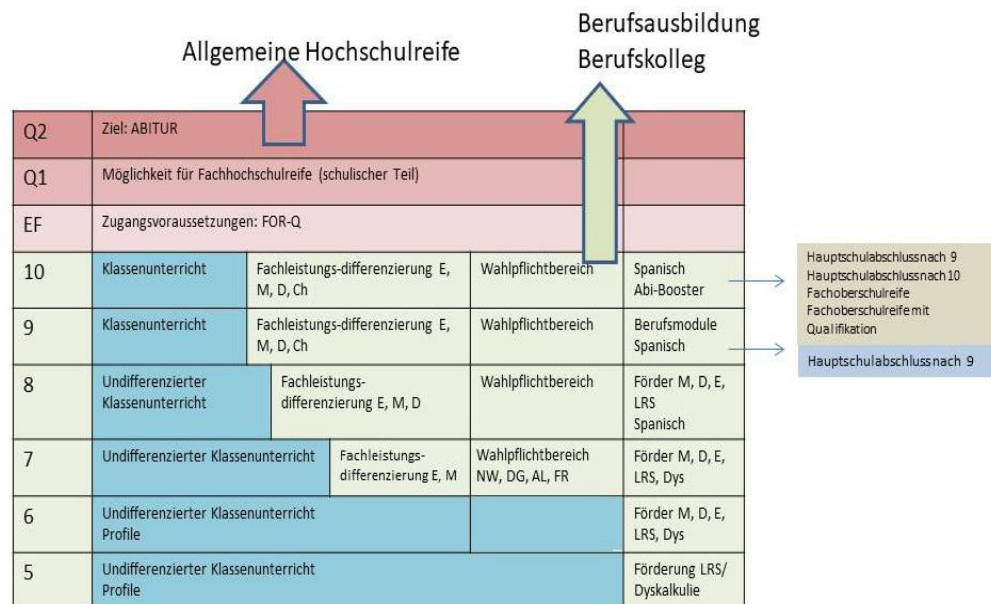 Allgemeine Hochschulreife
Berufsausbildung
Berufskolleg
Q2
Ziel: ABITUR
Q1
Möglichkeit für Fachhochschulreife (schulischer Teil)
EF
Zugangsvoraussetzungen: FOR-Q
10
Klassenunterricht
Fachleistungs-differenzierung E,
M, D, Ch
Wahlpflichtbereich
Spanisch
Abi-Booster
9
Klassenunterricht
Fachleistungs-differenzierung E,
M, D, Ch
Wahlpflichtbereich
Berufsmodule
Spanisch
8
Undifferenzierter
Klassenunterricht
Fachleistungs-
differenzierung E, M, D
Wahlpflichtbereich
Förder M, D, E,
LRS
Spanisch
7
Undifferenzierter Klassenunterricht
Fachleistungs-
differenzierung E, M
Wahlpflichtbereich
NW, DG, AL, FR
Förder M, D, E,
LRS, Dys
6
Undifferenzierter Klassenunterricht
Profile
Förder M, D, E,
LRS, Dys
5
Undifferenzierter Klassenunterricht
Profile
Förderung LRS/
Dyskalkulie
Hauptschulabschluss nach 9
Hauptschulabschluss nach 10
Fachoberschulreife
Fachoberschulreife mit
Qualifikation
Hauptschulabschluss nach 9